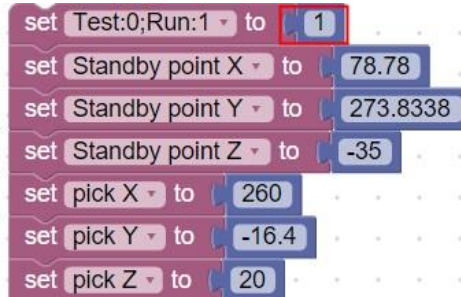 set Test:0;Run:1 to 1
set Standby point X to 78.78
set Standby point Y to 273.8338
set Standby point Z to -35
set pick X to 260
set pick Y to -16.4
set pick Z to 20